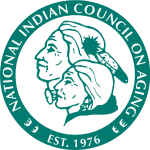 NATIONAL INDIAN COUNCIL ON AGING
EST. 1976